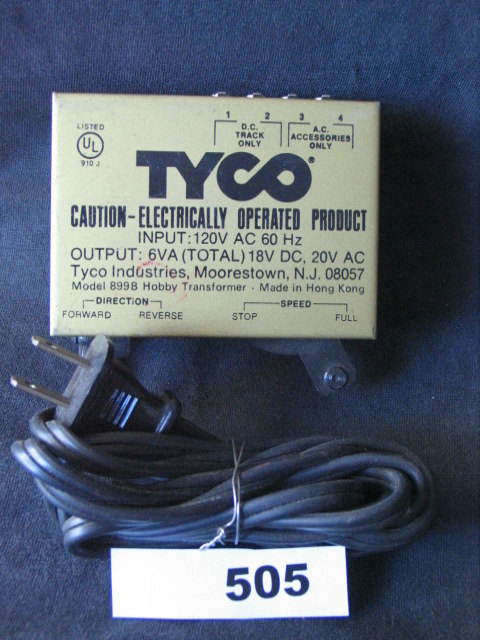 1 2 3 4
D.C. TRACK ONLY
A.C. ACCESSORIES ONLY
LISTED
UL
910 J
TYCO®
CAUTION-ELECTRICALLY OPERATED PRODUCT
INPUT: 120V AC 60 Hz
OUTPUT: 6VA (TOTAL) 18V DC, 20V AC
Tyco Industries, Moorestown, N.J. 08057
Model 899B Hobby Transformer · Made in Hong Kong
DIRECTION SPEED
FORWARD REVERSE STOP FULL
505